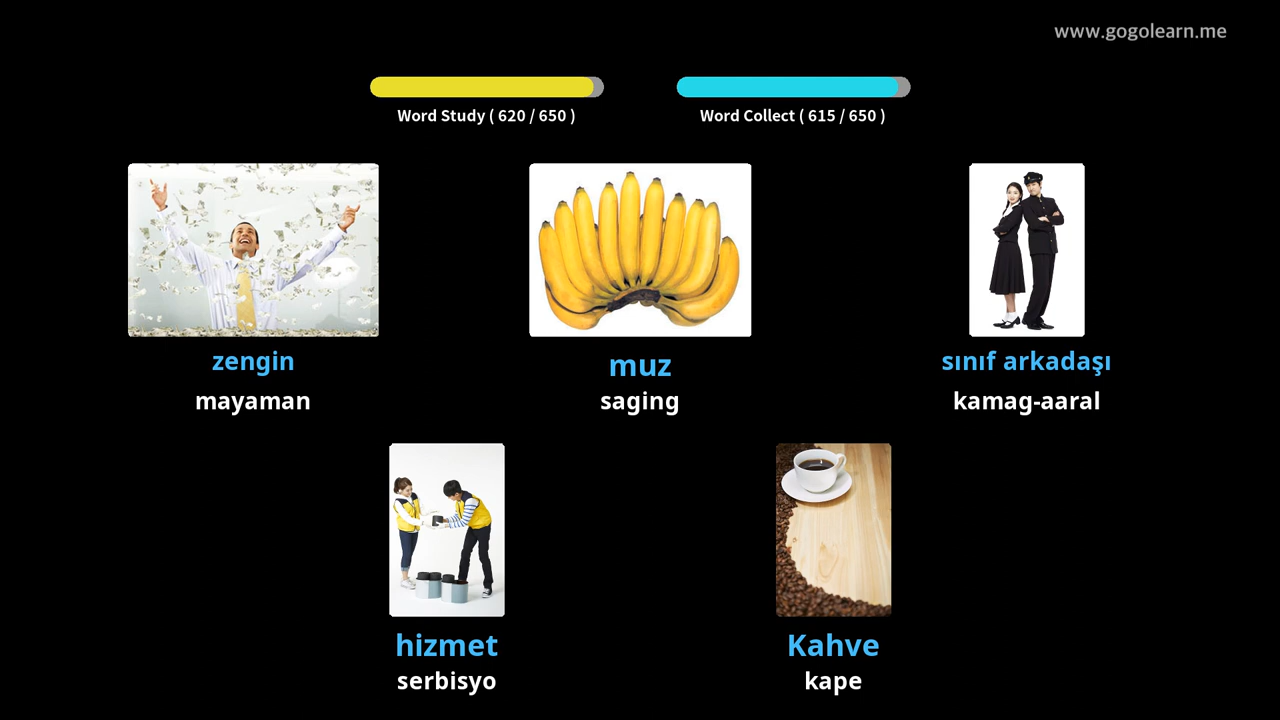 www.gogolearn.me
Word Study ( 620 / 650 )
Word Collect ( 615 / 650 )
zengin
mayaman
muz
saging
sınıf arkadaşı
kamag-aaral
hizmet
serbisyo
Kahve
kape